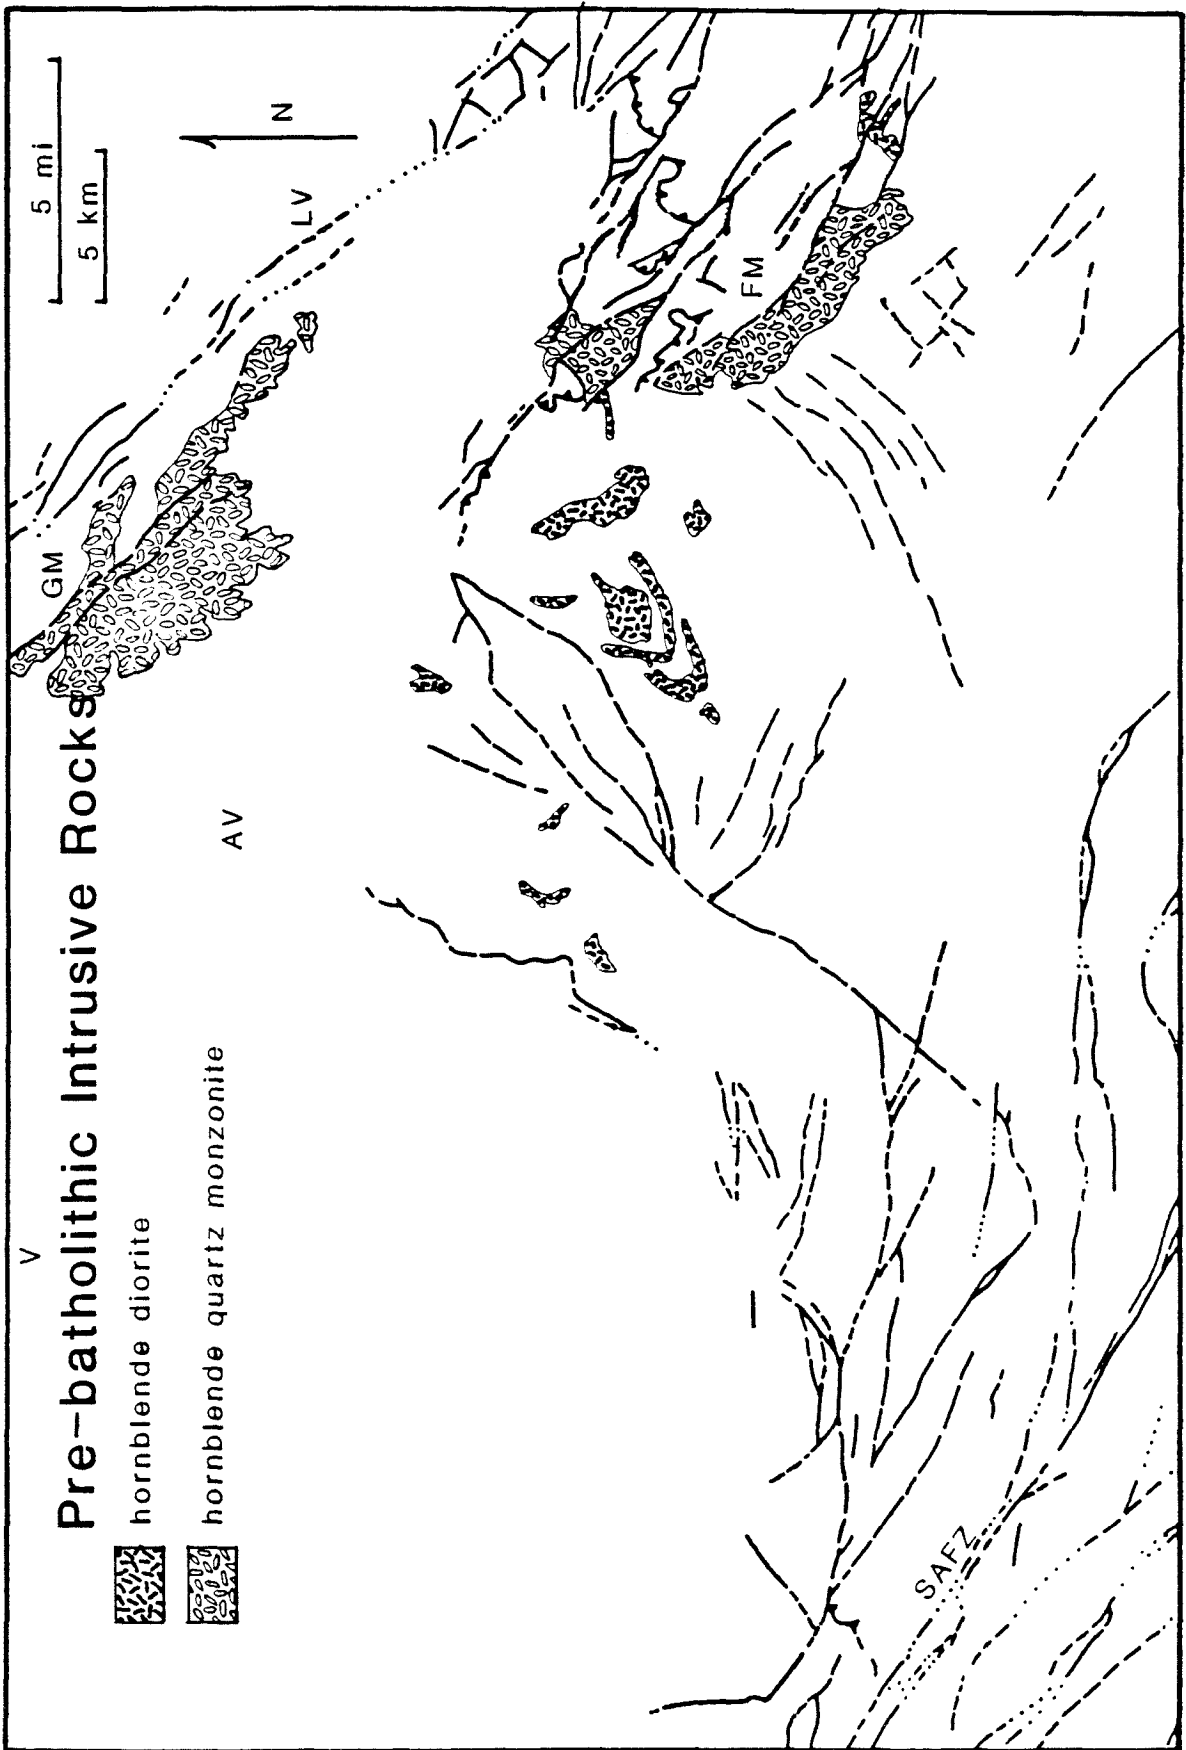 V
Pre-batholithic Intrusive Rocks
hornblende diorite
hornblende quartz monzonite
AV
GM
5 mi
5 km
N
LV
FM
SAFZ